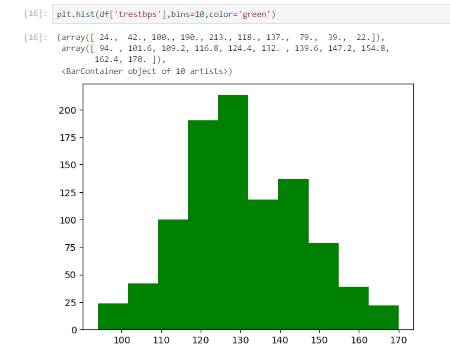 [16]: plt.hist(df['trestbps'],bins=10,color='green')
[16]: (array([ 24., 42., 100., 190., 213., 118., 137., 79., 39., 22.]),
array([ 94. , 101.6, 109.2, 116.8, 124.4, 132. , 139.6, 147.2, 154.8,
162.4, 170. ]),
<BarContainer object of 10 artists>)
200
175
150
125
100
75
50
25
0
100 110 120 130 140 150 160 170